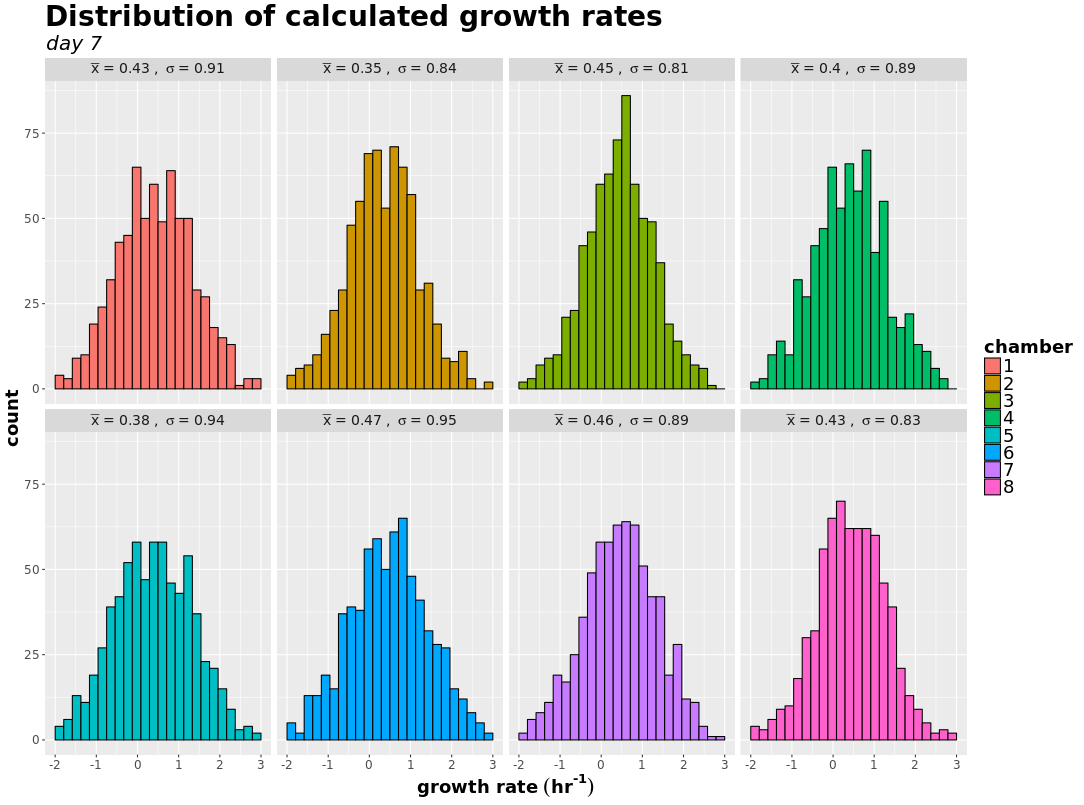 Distribution of calculated growth rates
day 7
x̅ = 0.43 , σ = 0.91
x̅ = 0.35 , σ = 0.84
x̅ = 0.45 , σ = 0.81
x̅ = 0.4 , σ = 0.89
75
50
25
0
count
x̅ = 0.38 , σ = 0.94
x̅ = 0.47 , σ = 0.95
x̅ = 0.46 , σ = 0.89
x̅ = 0.43 , σ = 0.83
75
50
25
0
-2 -1 0 1 2 3
-2 -1 0 1 2 3
-2 -1 0 1 2 3
-2 -1 0 1 2 3
growth rate (hr⁻¹)
chamber
1
2
3
4
5
6
7
8